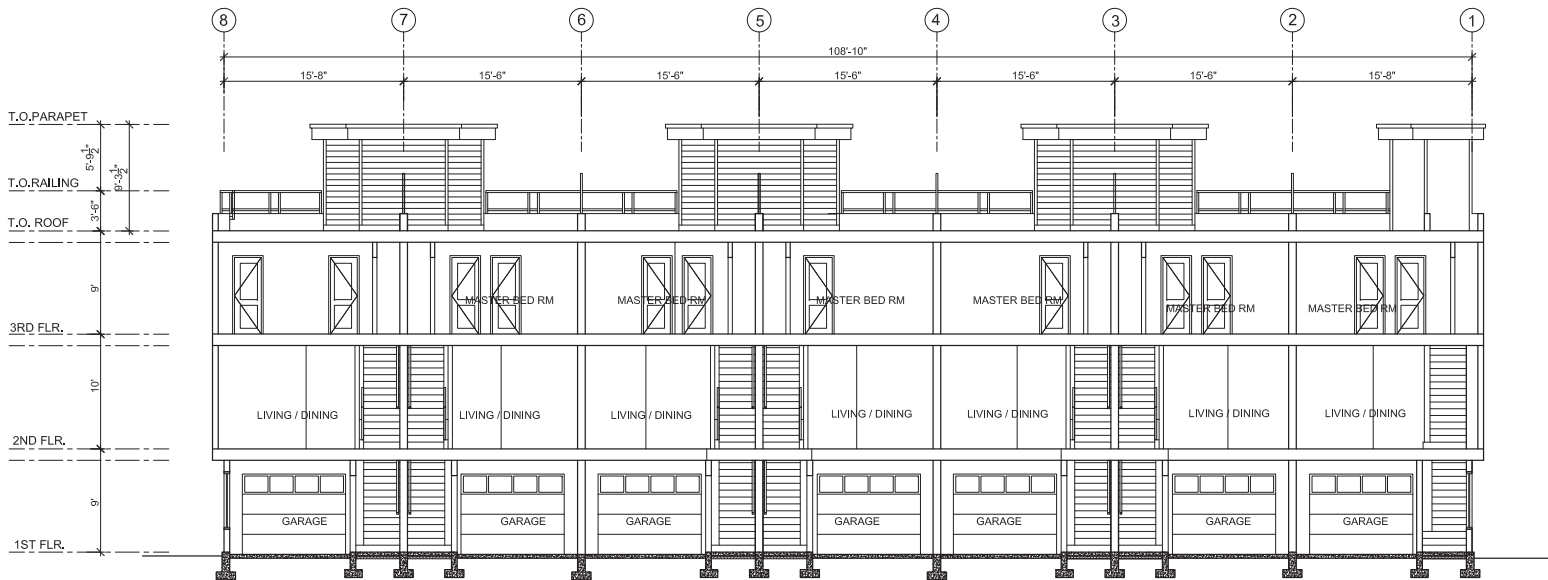 8 7 6 5 4 3 2 1
108'-10"
15'-8" 15'-6" 15'-6" 15'-6" 15'-6" 15'-6" 15'-8"
T.O.PARAPET
5'-9 1/2"
9'-3 1/2"
T.O.RAILING
3'-6"
T.O. ROOF
9'
MASTER BED RM MASTER BED RM MASTER BED RM MASTER BED RM MASTER BED RM MASTER BED RM
3RD FLR.
10'
LIVING / DINING LIVING / DINING LIVING / DINING LIVING / DINING LIVING / DINING LIVING / DINING LIVING / DINING
2ND FLR.
9'
GARAGE GARAGE GARAGE GARAGE GARAGE GARAGE GARAGE
1ST FLR.